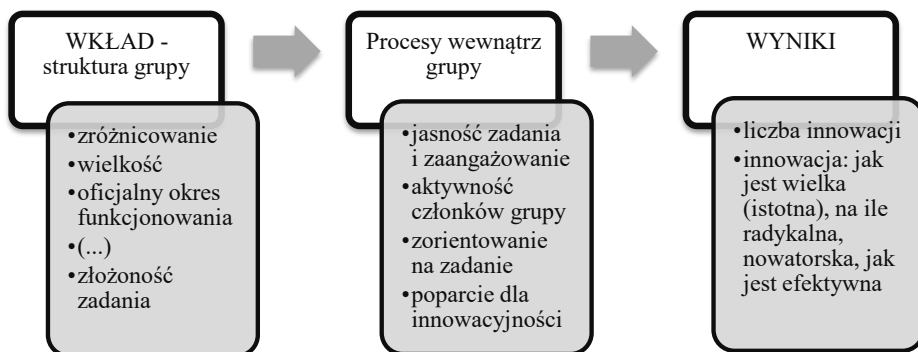 WKŁAD -
struktura grupy
•zróżnicowanie
•wielkość
•oficjalny okres
funkcjonowania
•(...)
•złożoność
zadania
Procesy wewnątrz
grupy
•jasność zadania
i zaangażowanie
•aktywność
członków grupy
•zorientowanie
na zadanie
•poparcie dla
innowacyjności
WYNIKI
•liczba innowacji
•innowacja: jak
jest wielka
(istotna), na ile
radykalna,
nowatorska, jak
jest efektywna